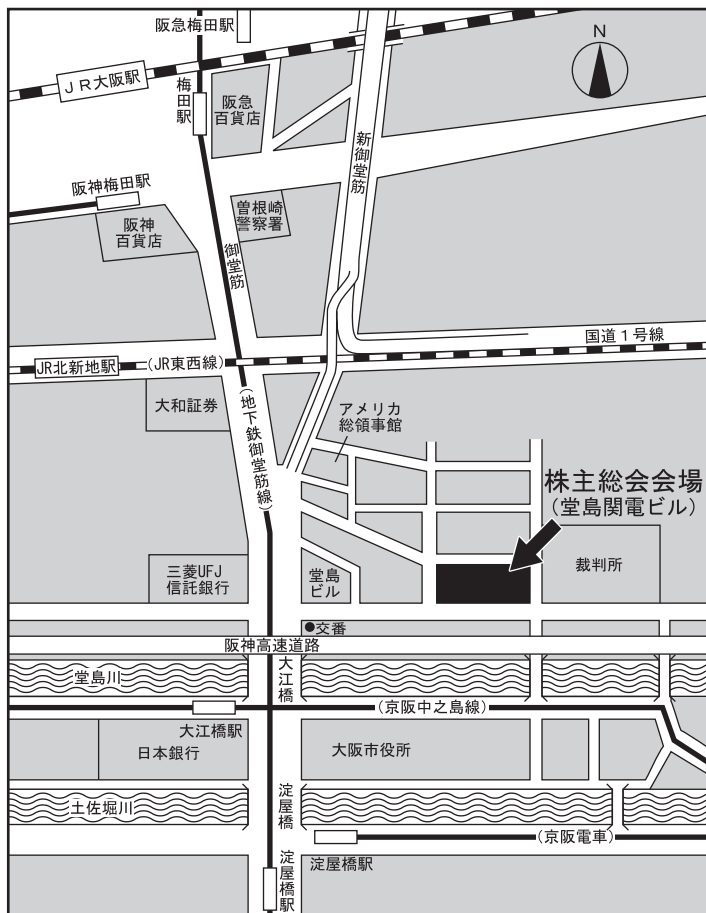 阪急梅田駅
N
JR大阪駅
梅田駅
阪急
百貨店
新御堂筋
阪神梅田駅
曽根崎
警察署
阪神
百貨店
御堂筋
国道1号線
JR北新地駅
(JR東西線)
大和証券
アメリカ
総領事館
(地下鉄御堂筋線)
株主総会会場
(堂島関電ビル)
三菱UFJ
信託銀行
堂島
ビル
裁判所
●交番
阪神高速道路
堂島川
大江橋
(京阪中之島線)
大江橋駅
日本銀行
大阪市役所
淀屋橋
土佐堀川
(京阪電車)
淀屋橋駅
淀屋橋駅